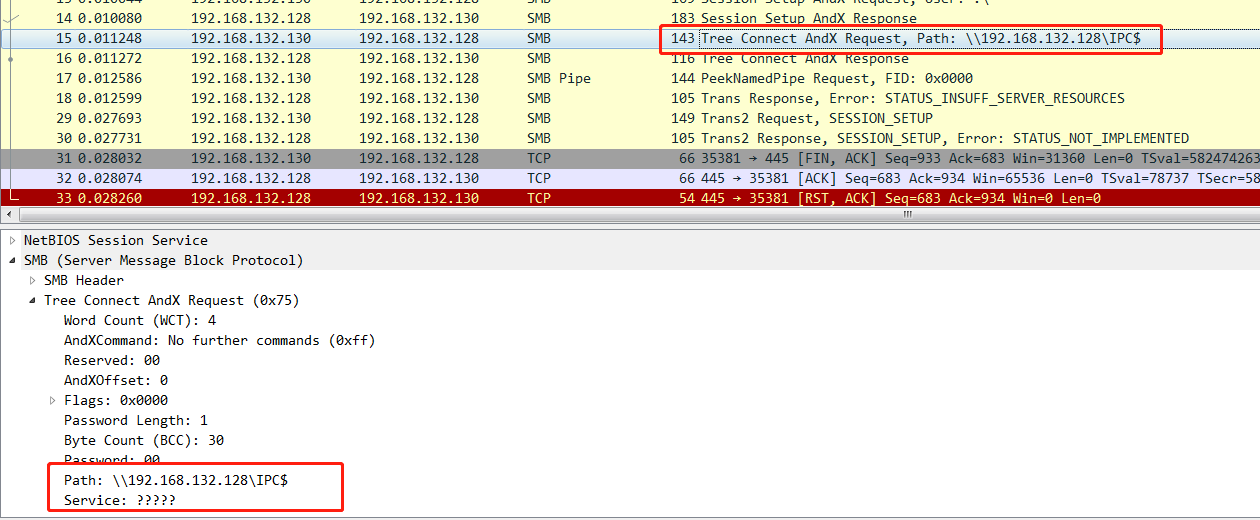 14 0.010080 192.168.132.128 192.168.132.130 SMB 183 Session Setup AndX Response
15 0.011248 192.168.132.130 192.168.132.128 SMB 143 Tree Connect AndX Request, Path: \\192.168.132.128\IPC$
16 0.011272 192.168.132.128 192.168.132.130 SMB 116 Tree Connect AndX Response
17 0.012586 192.168.132.130 192.168.132.128 SMB Pipe 144 PeekNamedPipe Request, FID: 0x0000
18 0.012599 192.168.132.128 192.168.132.130 SMB 105 Trans Response, Error: STATUS_INSUFF_SERVER_RESOURCES
29 0.027693 192.168.132.130 192.168.132.128 SMB 149 Trans2 Request, SESSION_SETUP
30 0.027731 192.168.132.128 192.168.132.130 SMB 105 Trans2 Response, SESSION_SETUP, Error: STATUS_NOT_IMPLEMENTED
31 0.028032 192.168.132.130 192.168.132.128 TCP 66 35381 → 445 [FIN, ACK] Seq=933 Ack=683 Win=31360 Len=0 TSval=582474263
32 0.028074 192.168.132.128 192.168.132.130 TCP 66 445 → 35381 [ACK] Seq=683 Ack=934 Win=65536 Len=0 TSval=78737 TSecr=58
33 0.028260 192.168.132.128 192.168.132.130 TCP 54 445 → 35381 [RST, ACK] Seq=683 Ack=934 Win=0 Len=0
NetBIOS Session Service
SMB (Server Message Block Protocol)
SMB Header
Tree Connect AndX Request (0x75)
Word Count (WCT): 4
AndXCommand: No further commands (0xff)
Reserved: 00
AndXOffset: 0
Flags: 0x0000
Password Length: 1
Byte Count (BCC): 30
Password: 00
Path: \\192.168.132.128\IPC$
Service: ?????